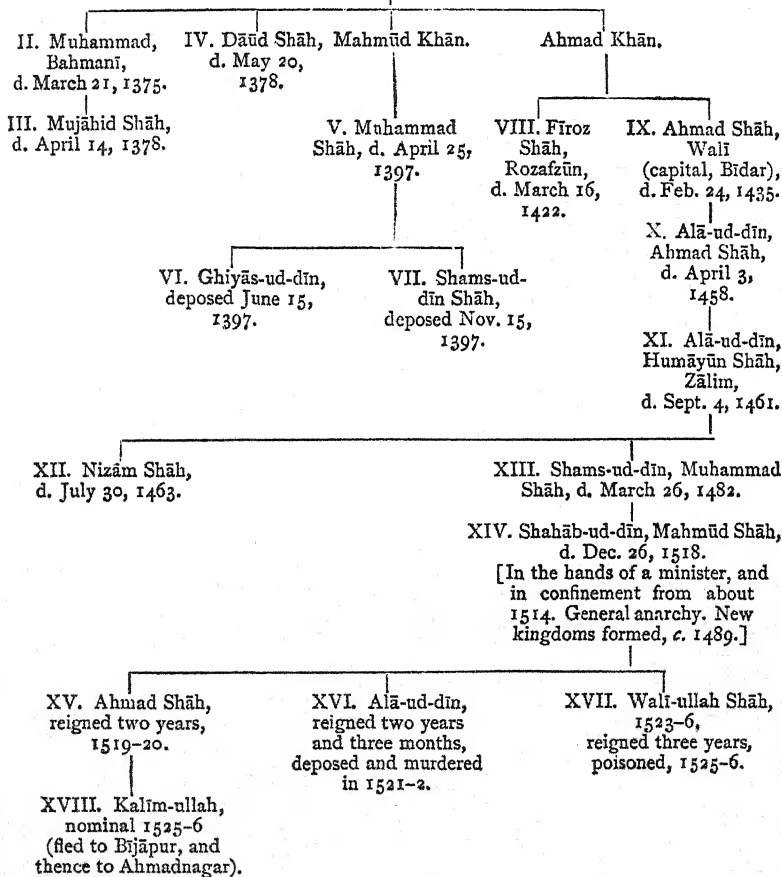 II. Muhammad,
Bahmanī,
d. March 21, 1375.
IV. Dāūd Shāh,
d. May 20,
1378.
Mahmūd Khān.
Ahmad Khān.
III. Mujāhid Shāh,
d. April 14, 1378.
V. Muhammad
Shāh, d. April 25,
1397.
VIII. Fīroz
Shāh,
Rozafzūn,
d. March 16,
1422.
IX. Ahmad Shāh,
Walī
(capital, Bīdar),
d. Feb. 24, 1435.
X. Alā-ud-dīn,
Ahmad Shāh,
d. April 3,
1458.
VI. Ghiyās-ud-dīn,
deposed June 15,
1397.
VII. Shams-ud-
dīn Shāh,
deposed Nov. 15,
1397.
XI. Alā-ud-dīn,
Humāyūn Shāh,
Zālim,
d. Sept. 4, 1461.
XII. Nizām Shāh,
d. July 30, 1463.
XIII. Shams-ud-dīn, Muhammad
Shāh, d. March 26, 1482.
XIV. Shahāb-ud-dīn, Mahmūd Shāh,
d. Dec. 26, 1518.
[In the hands of a minister, and
in confinement from about
1514. General anarchy. New
kingdoms formed, c. 1489.]
XV. Ahmad Shāh,
reigned two years,
1519-20.
XVI. Alā-ud-dīn,
reigned two years
and three months,
deposed and murdered
in 1521-2.
XVII. Walī-ullah Shāh,
1523-6,
reigned three years,
poisoned, 1525-6.
XVIII. Kalīm-ullah,
nominal 1525-6
(fled to Bījāpur, and
thence to Ahmadnagar).